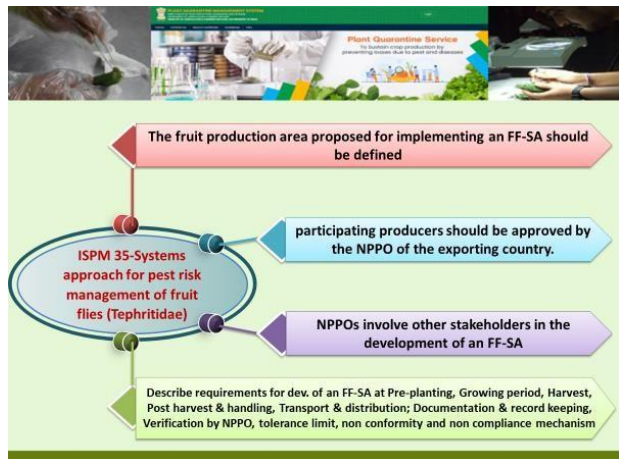 PLANT QUARANTINE MANAGEMENT SYSTEM
Plant Quarantine Service
To sustain crop production by
preventing losses due to pest and diseases
The fruit production area proposed for implementing an FF-SA should
be defined
participating producers should be approved by
the NPPO of the exporting country.
ISPM 35-Systems
approach for pest risk
management of fruit
flies (Tephritidae)
NPPOs involve other stakeholders in the
development of an FF-SA
Describe requirements for dev. of an FF-SA at Pre-planting, Growing period, Harvest,
Post harvest & handling, Transport & distribution; Documentation & record keeping,
Verification by NPPO, tolerance limit, non conformity and non compliance mechanism